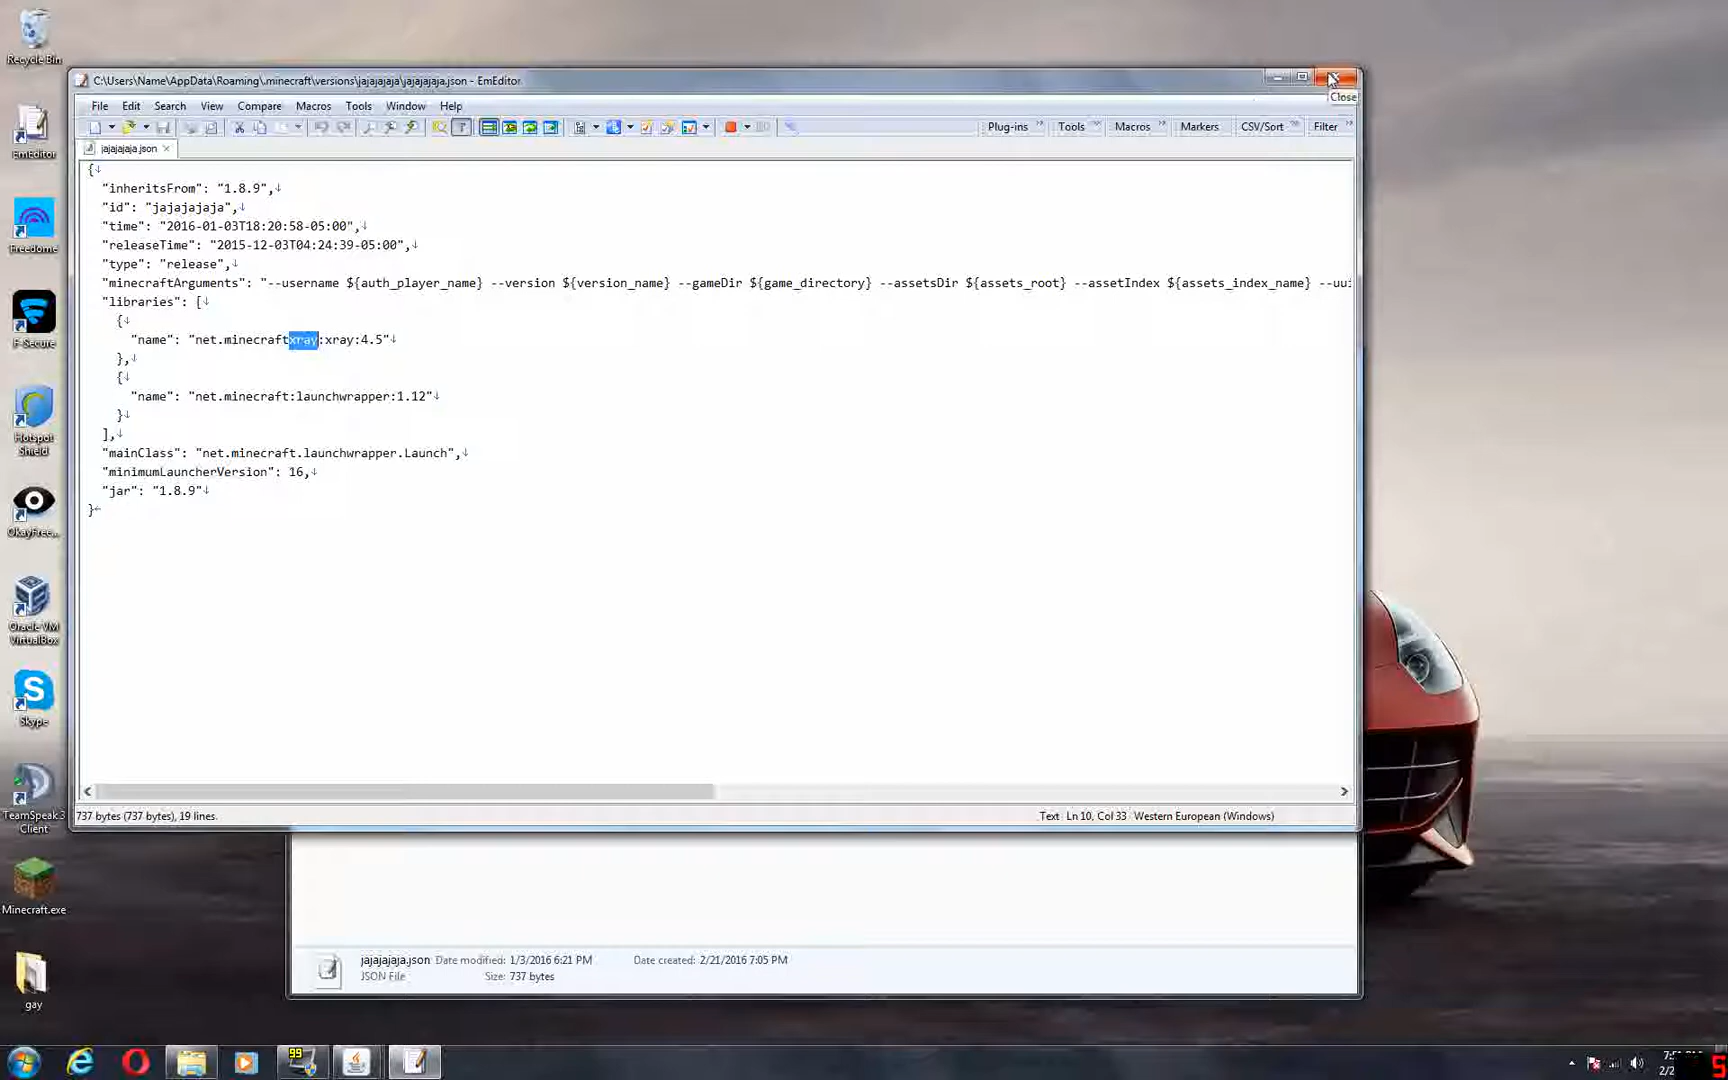 Recycle Bin
C:\Users\Name\AppData\Roaming\.minecraft\versions\jajajajaja\jajajajaja.json - EmEditor
Close
File Edit Search View Compare Macros Tools Window Help
Plug-ins Tools Macros Markers CSV/Sort Filter
jajajajaja.json
{
"inheritsFrom": "1.8.9",
"id": "jajajajaja",
"time": "2016-01-03T18:20:58-05:00",
"releaseTime": "2015-12-03T04:24:39-05:00",
"type": "release",
"minecraftArguments": "--username ${auth_player_name} --version ${version_name} --gameDir ${game_directory} --assetsDir ${assets_root} --assetIndex ${assets_index_name} --uu
"libraries": [
{
"name": "net.minecraftxray:xray:4.5"
},
{
"name": "net.minecraft:launchwrapper:1.12"
}
],
"mainClass": "net.minecraft.launchwrapper.Launch",
"minimumLauncherVersion": 16,
"jar": "1.8.9"
}
737 bytes (737 bytes), 19 lines.
Text Ln 10, Col 33 Western European (Windows)
EmEditor
Freedome
F-Secure
Hotspot
Shield
OkayFree...
Oracle VM
VirtualBox
Skype
TeamSpeak 3
Client
Minecraft.exe
gay
jajajajaja.json Date modified: 1/3/2016 6:21 PM Date created: 2/21/2016 7:05 PM
JSON File Size: 737 bytes
99
5